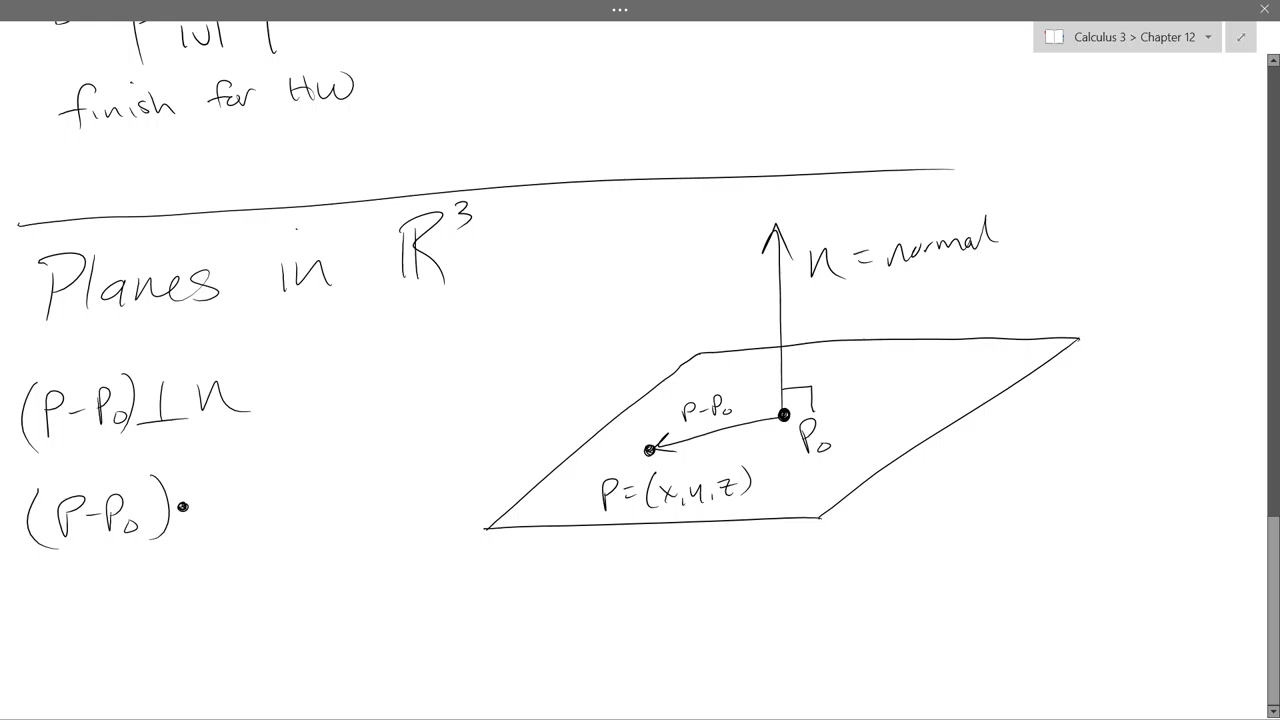 Calculus 3 > Chapter 12
finish for HW
Planes in ℝ³
n = normal
(P-P₀) ⊥ n
P-P₀
P₀
P=(x,y,z)
(P-P₀)•